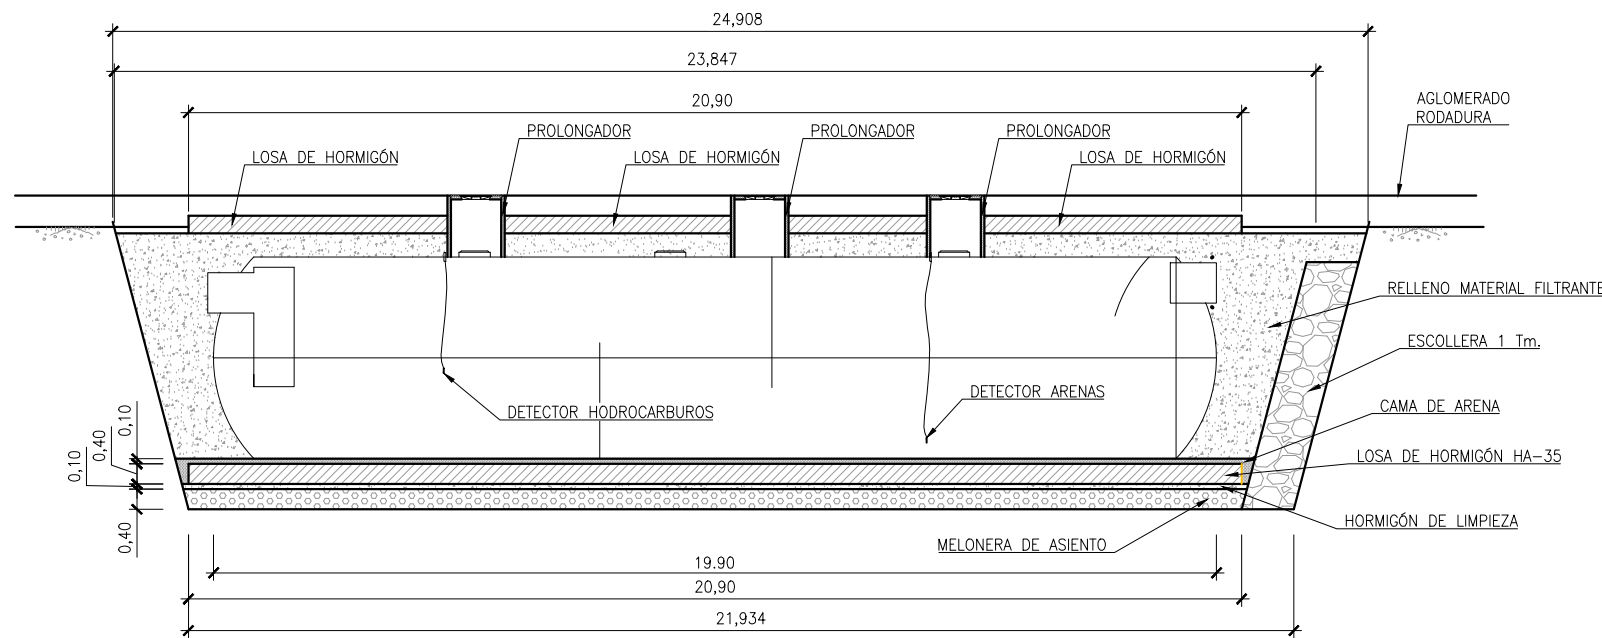 24,908
23,847
20,90
AGLOMERADO
RODADURA
PROLONGADOR
PROLONGADOR
PROLONGADOR
LOSA DE HORMIGÓN
LOSA DE HORMIGÓN
LOSA DE HORMIGÓN
RELLENO MATERIAL FILTRANTE
ESCOLLERA 1 Tm.
DETECTOR ARENAS
DETECTOR HODROCARBUROS
CAMA DE ARENA
0,10
0,40
0,10
0,40
LOSA DE HORMIGÓN HA-35
HORMIGÓN DE LIMPIEZA
MELONERA DE ASIENTO
19.90
20,90
21,934